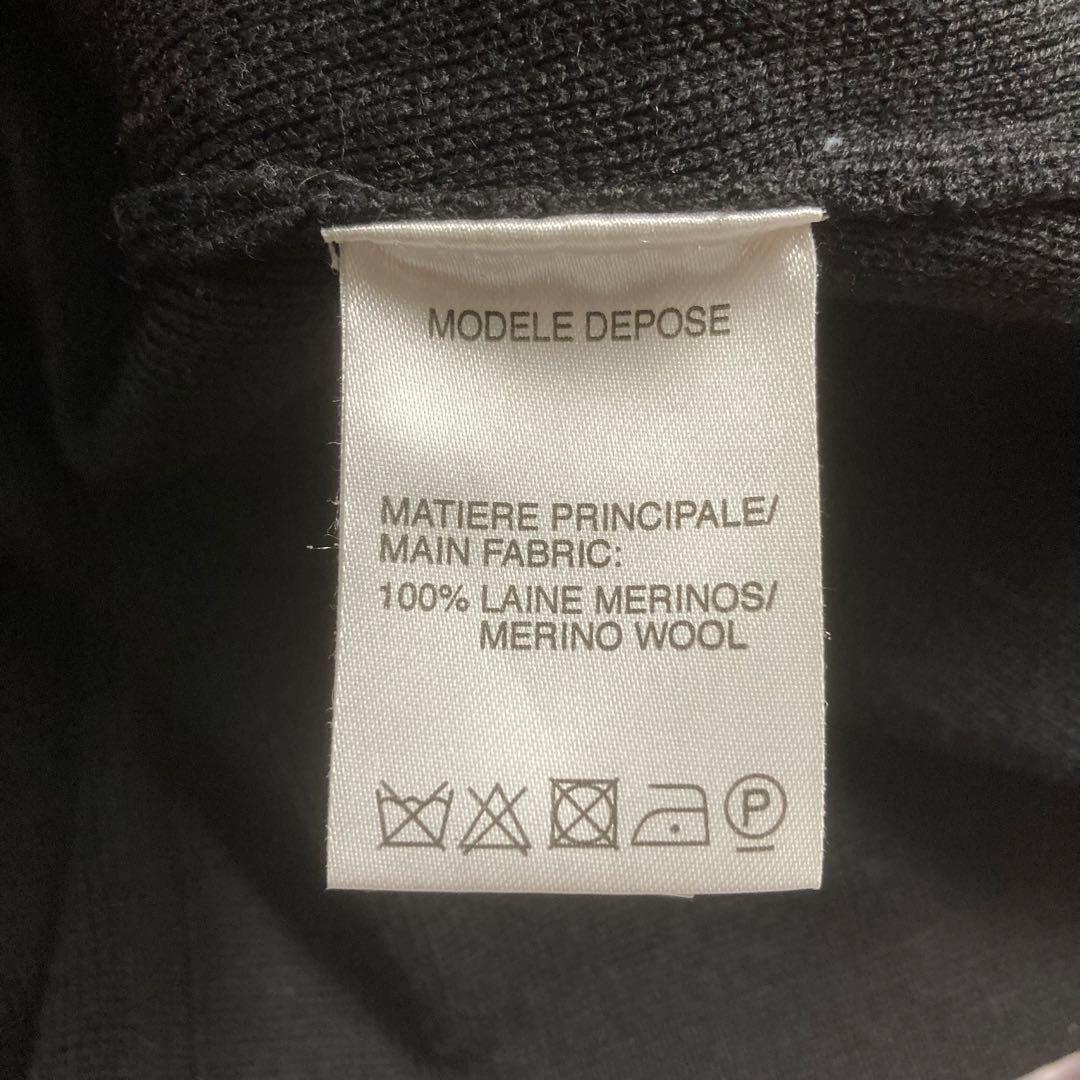 MODELE DEPOSE
MATIERE PRINCIPALE/
MAIN FABRIC:
100% LAINE MERINOS/
MERINO WOOL
P